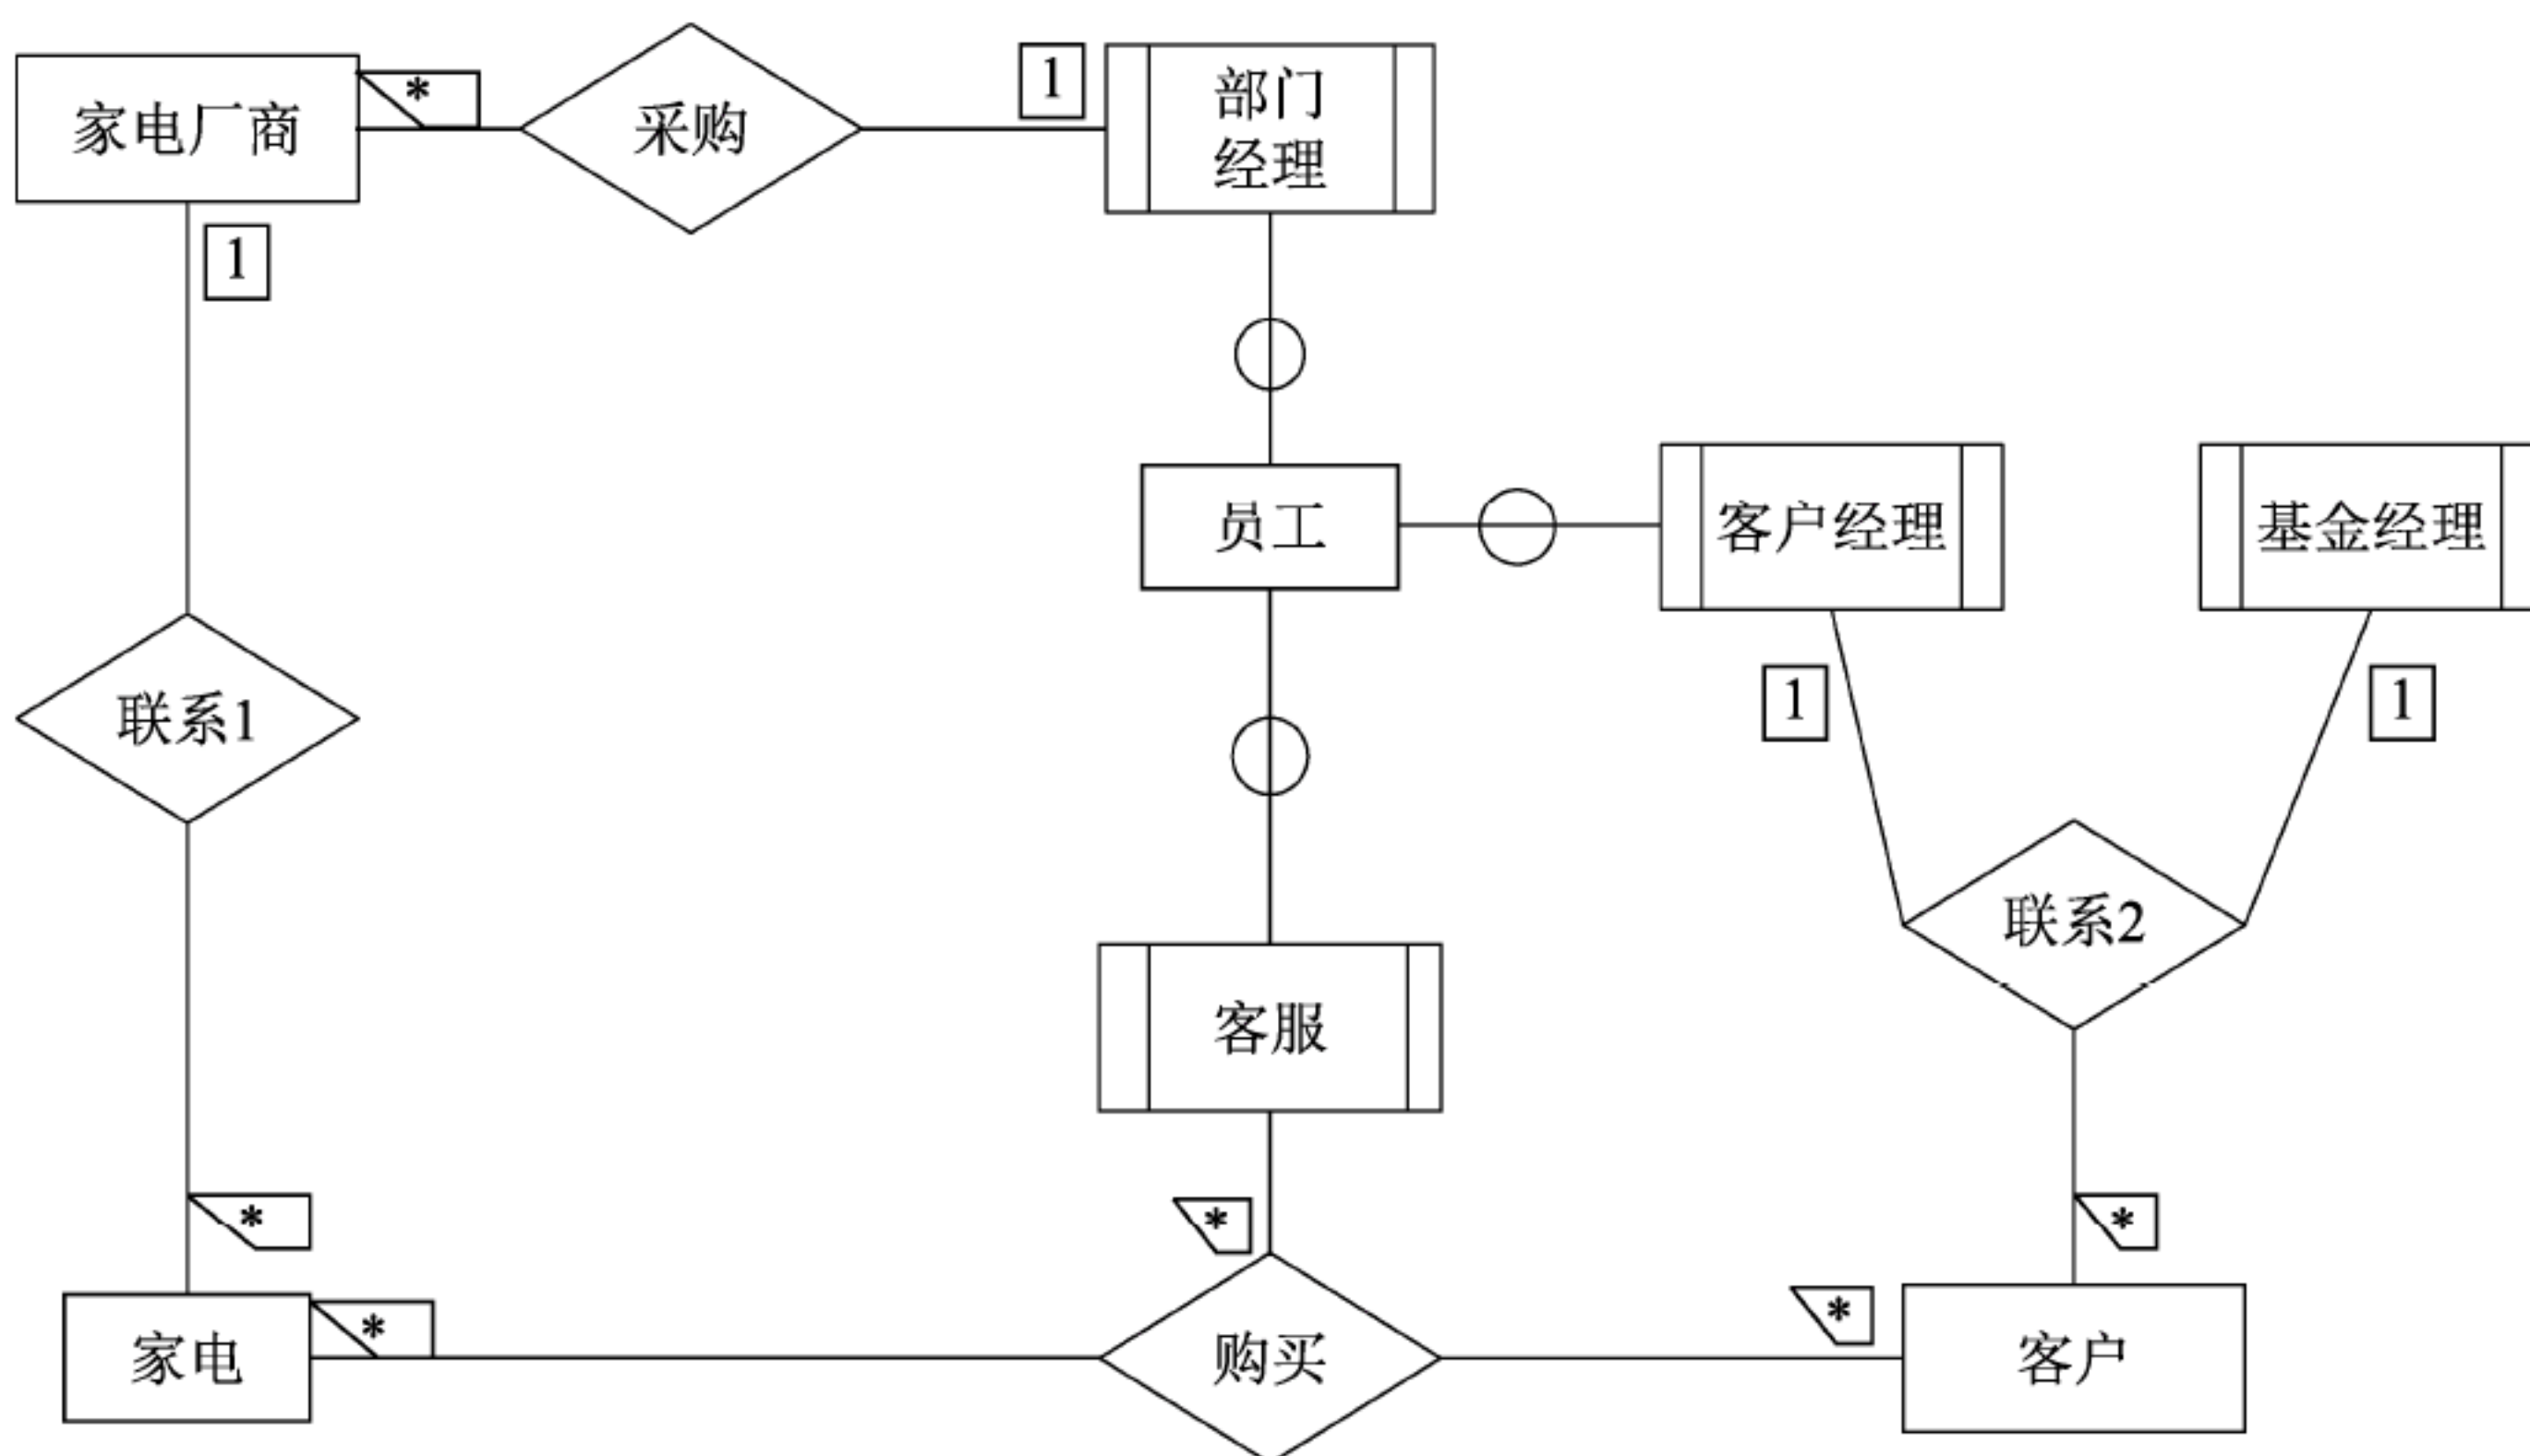 家电厂商
*
采购
1
部门
经理
1
员工
客户经理
基金经理
1
1
联系1
联系2
客服
*
*
*
*
*
家电
购买
客户